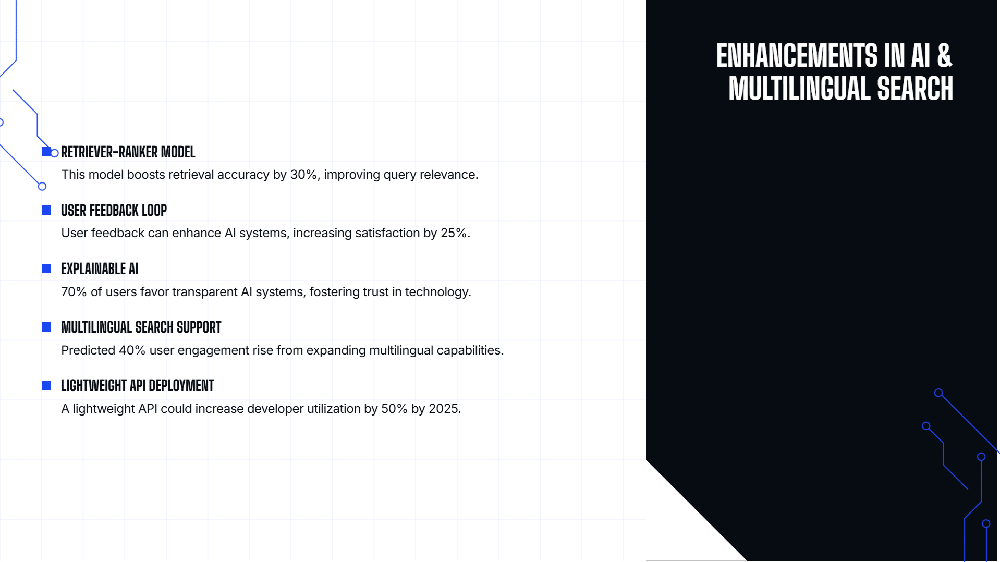 ENHANCEMENTS IN AI &
MULTILINGUAL SEARCH
RETRIEVER-RANKER MODEL
This model boosts retrieval accuracy by 30%, improving query relevance.
USER FEEDBACK LOOP
User feedback can enhance AI systems, increasing satisfaction by 25%.
EXPLAINABLE AI
70% of users favor transparent AI systems, fostering trust in technology.
MULTILINGUAL SEARCH SUPPORT
Predicted 40% user engagement rise from expanding multilingual capabilities.
LIGHTWEIGHT API DEPLOYMENT
A lightweight API could increase developer utilization by 50% by 2025.